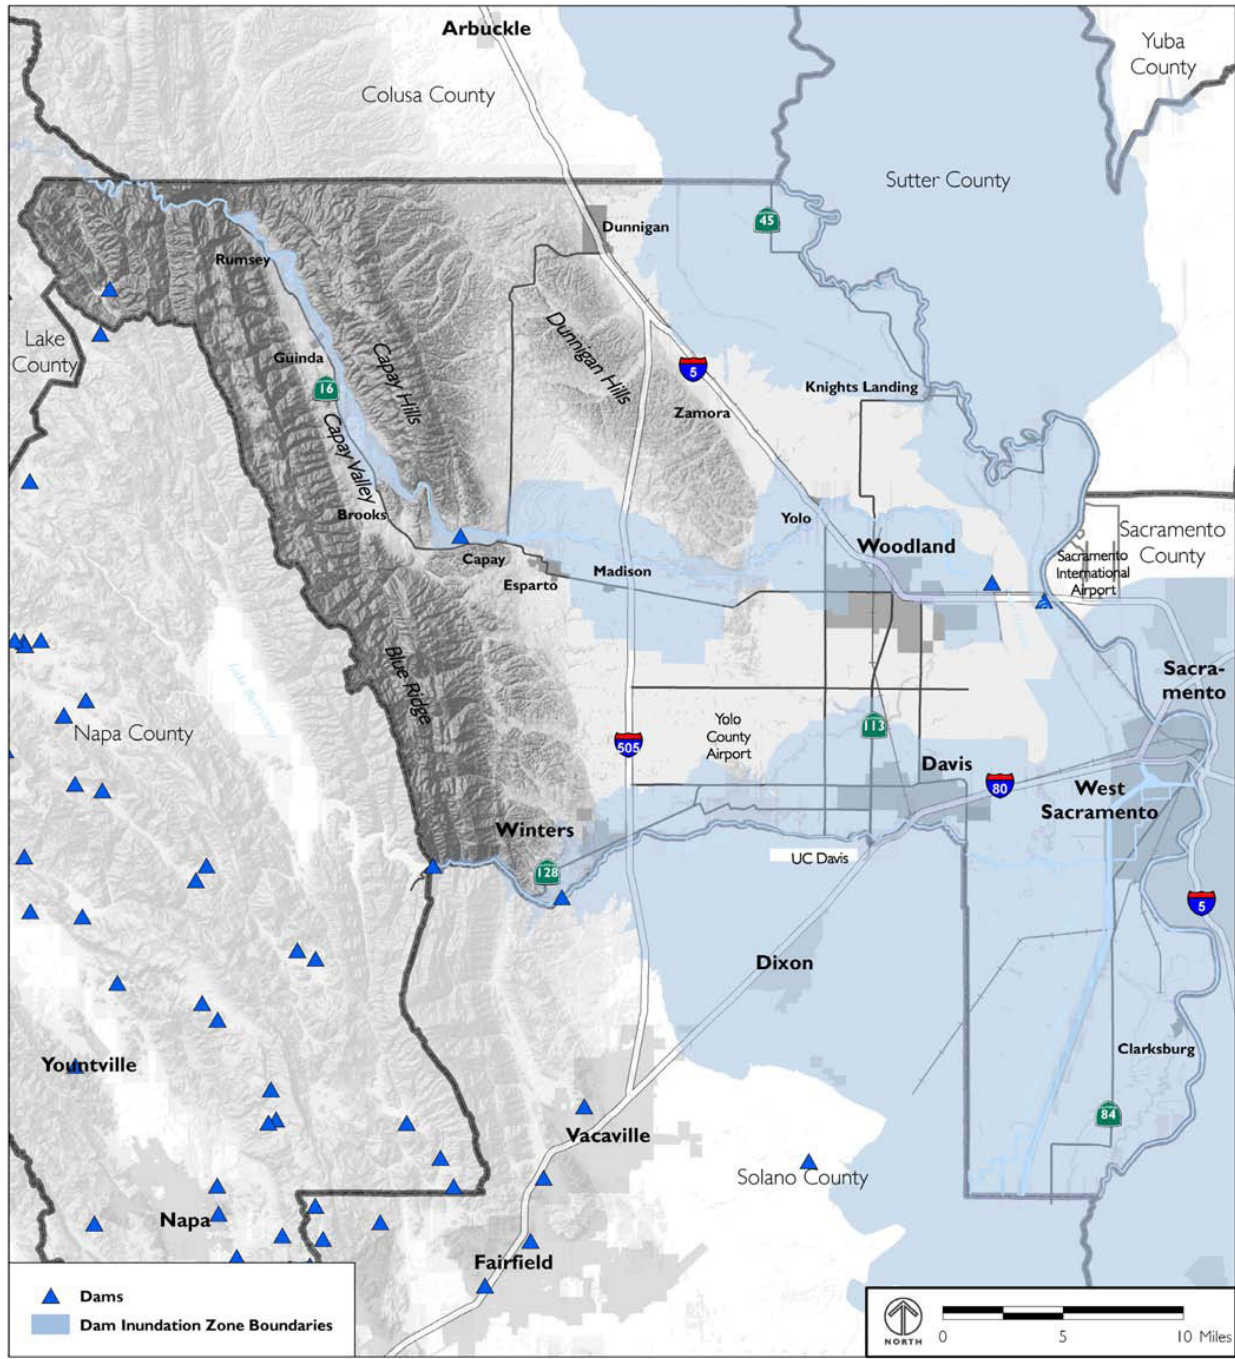 Arbuckle
Yuba
County
Colusa County
Sutter County
45
Dunnigan
Rumsey
Lake
County
Guinda
16
Capay Hills
Dunnigan Hills
5
Knights Landing
Zamora
Capay Valley
Brooks
Yolo
Woodland
Sacramento
County
Sacramento
International
Airport
Capay
Esparto
Madison
Blue Ridge
Lake Berryessa
Sacra-
mento
Napa County
Yolo
County
Airport
505
113
Davis
80
West
Sacramento
Winters
128
UC Davis
5
Dixon
Clarksburg
Yountville
84
Vacaville
Solano County
Napa
Fairfield
Dams
Dam Inundation Zone Boundaries
NORTH
0 5 10 Miles